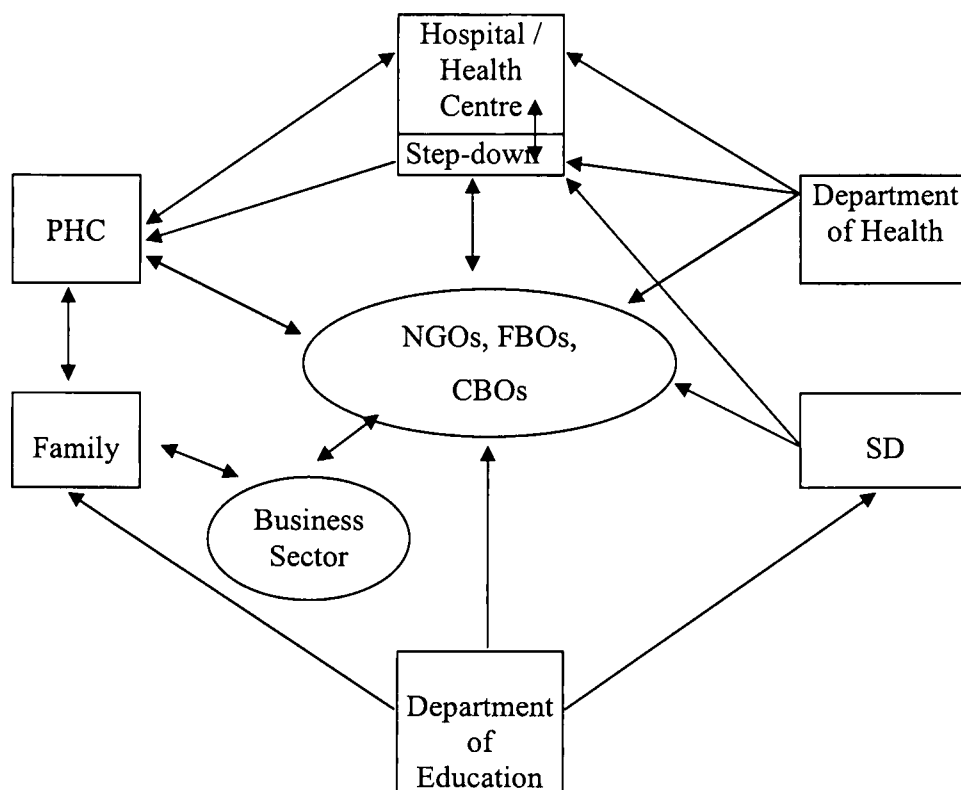 Hospital /
Health
Centre
Step-down
PHC
Department
of Health
NGOs, FBOs,
CBOs
Family
SD
Business
Sector
Department
of
Education